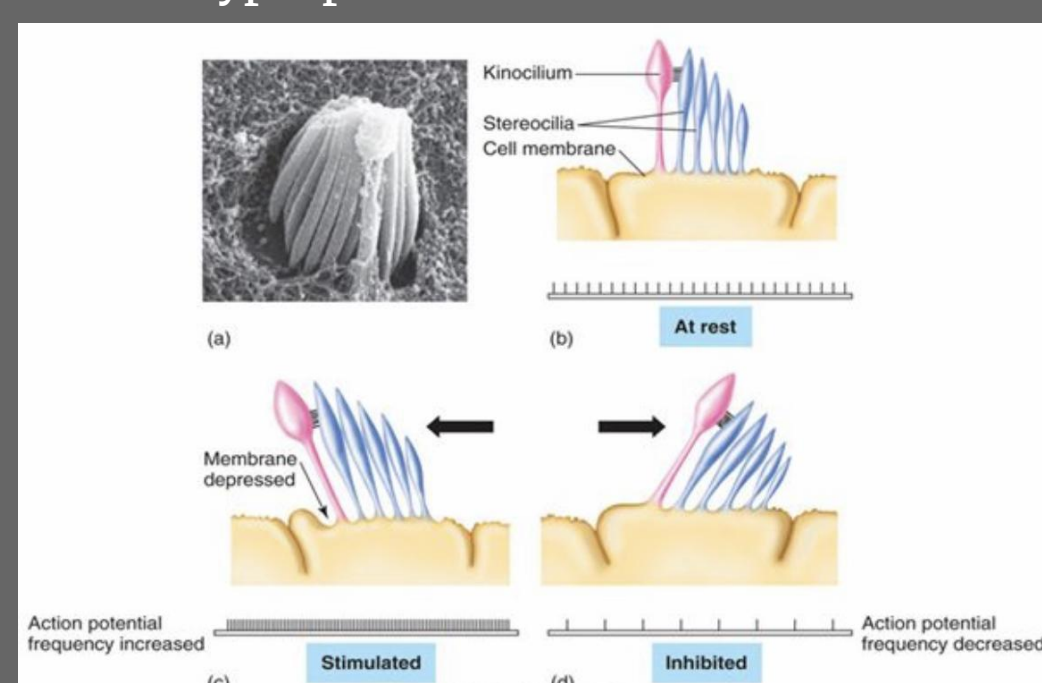 Kinocilium
Stereocilia
Cell membrane
(a)
(b)
At rest
Membrane
depressed
Action potential
frequency increased
Stimulated
Inhibited
Action potential
frequency decreased
(c)
(d)